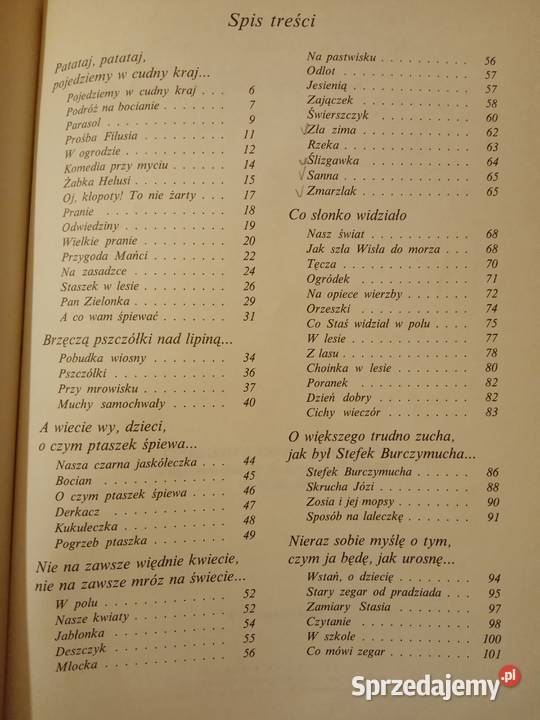 Spis treści
Patataj, patataj,
pojedziemy w cudny kraj...
Pojedziemy w cudny kraj . . . 6
Podróż na bocianie . . . . . 7
Parasol . . . . . . . . . . 9
Prośba Filusia . . . . . . . 11
W ogrodzie . . . . . . . . . 12
Komedia przy myciu . . . . . 14
Żabka Helusi . . . . . . . . 15
Oj, kłopoty! To nie żarty . . . 17
Pranie . . . . . . . . . . 18
Odwiedziny . . . . . . . . . 19
Wielkie pranie . . . . . . . 20
Przygoda Mańci . . . . . . . 22
Na zasadzce . . . . . . . . 24
Staszek w lesie . . . . . . . 26
Pan Zielonka . . . . . . . . 29
A co wam śpiewać . . . . . . 31
Brzęczą pszczółki nad lipiną...
Pobudka wiosny . . . . . . . 34
Pszczółki . . . . . . . . . 36
Przy mrowisku . . . . . . . 37
Muchy samochwały . . . . . . 40
A wiecie wy, dzieci,
o czym ptaszek śpiewa...
Nasza czarna jaskółeczka . . . 44
Bocian . . . . . . . . . . 45
O czym ptaszek śpiewa . . . . 46
Derkacz . . . . . . . . . . 47
Kukułeczka . . . . . . . . . 48
Pogrzeb ptaszka . . . . . . . 49
Nie na zawsze więdnie kwiecie,
nie na zawsze mróz na świecie...
W polu . . . . . . . . . . 52
Nasze kwiaty . . . . . . . . 52
Jabłonka . . . . . . . . . . 54
Deszczyk . . . . . . . . . . 55
Młocka . . . . . . . . . . 56
Na pastwisku . . . . . . . . 56
Odlot . . . . . . . . . . . 57
Jesienią . . . . . . . . . . 57
Zajączek . . . . . . . . . . 58
Świerszczyk . . . . . . . . . 60
Zła zima . . . . . . . . . . 62
Rzeka . . . . . . . . . . . 63
Ślizgawka . . . . . . . . . 64
Sanna . . . . . . . . . . . 65
Zmarzlak . . . . . . . . . . 65
Co słonko widziało
Nasz świat . . . . . . . . . 68
Jak szła Wisła do morza . . . 68
Tęcza . . . . . . . . . . . 70
Ogródek . . . . . . . . . . 71
Na opiece wierzby . . . . . . 72
Orzeszki . . . . . . . . . . 74
Co Staś widział w polu . . . . 75
W lesie . . . . . . . . . . 77
Z lasu . . . . . . . . . . . 78
Choinka w lesie . . . . . . . 80
Poranek . . . . . . . . . . 82
Dzień dobry . . . . . . . . . 82
Cichy wieczór . . . . . . . . 83
O większego trudno zucha,
jak był Stefek Burczymucha...
Stefek Burczymucha . . . . . 86
Skrucha Józi . . . . . . . . 88
Zosia i jej mopsy . . . . . . . 90
Sposób na laleczkę . . . . . . 91
Nieraz sobie myślę o tym,
czym ja będę, jak urosnę...
Wstań, o dziecię . . . . . . . 94
Stary zegar od pradziada . . . 95
Zamiary Stasia . . . . . . . 97
Czytanie . . . . . . . . . . 98
W szkole . . . . . . . . . . 100
Co mówi zegar . . . . . . . . 101
Sprzedajemy.pl